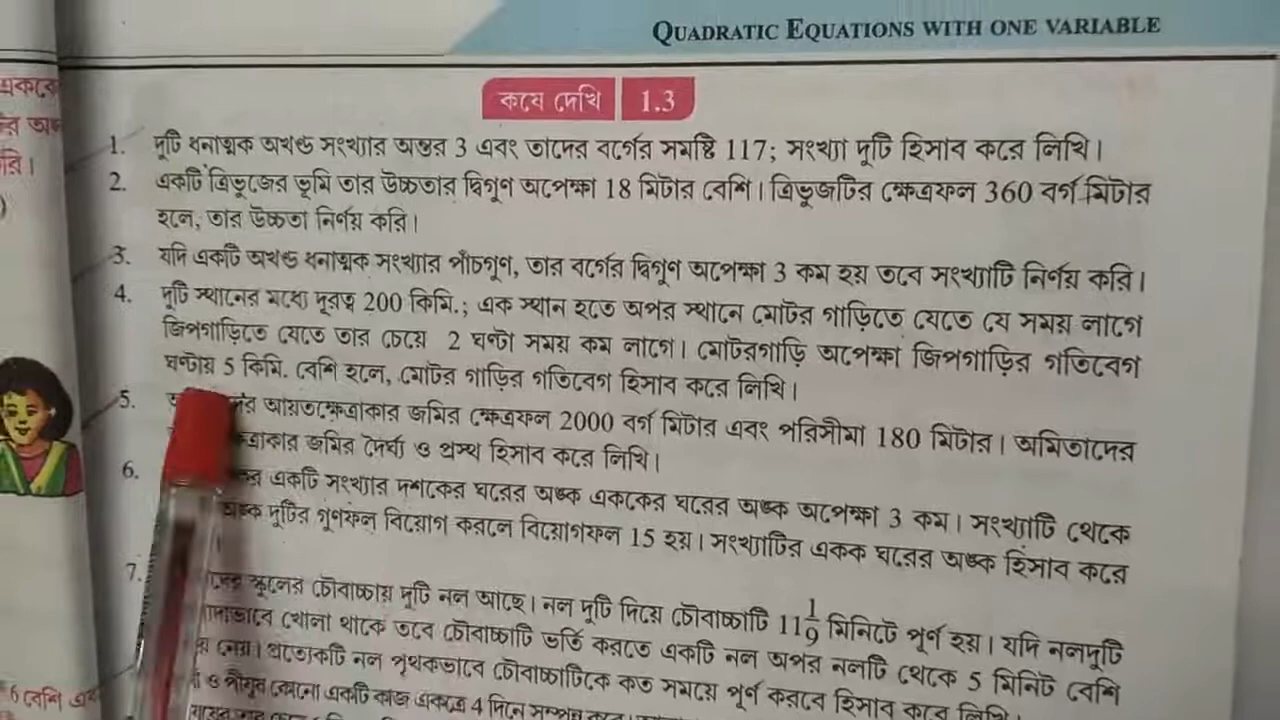 QUADRATIC EQUATIONS WITH ONE VARIABLE
কষে দেখি 1.3
একবে
রি।
1. দুটি ধনাত্মক অখণ্ড সংখ্যার অন্তর 3 এবং তাদের বর্গের সমষ্টি 117; সংখ্যা দুটি হিসাব করে লিখি।
2. একটি ত্রিভুজের ভূমি তার উচ্চতার দ্বিগুণ অপেক্ষা 18 মিটার বেশি। ত্রিভুজটির ক্ষেত্রফল 360 বর্গ মিটার
হলে, তার উচ্চতা নির্ণয় করি।
3. যদি একটি অখণ্ড ধনাত্মক সংখ্যার পাঁচগুণ, তার বর্গের দ্বিগুণ অপেক্ষা 3 কম হয় তবে সংখ্যাটি নির্ণয় করি।
4. দুটি স্থানের মধ্যে দূরত্ব 200 কিমি.; এক স্থান হতে অপর স্থানে মোটর গাড়িতে যেতে যে সময় লাগে
জিপগাড়িতে যেতে তার চেয়ে 2 ঘণ্টা সময় কম লাগে। মোটরগাড়ি অপেক্ষা জিপগাড়ির গতিবেগ
ঘণ্টায় 5 কিমি. বেশি হলে, মোটর গাড়ির গতিবেগ হিসাব করে লিখি।
5. আয়তক্ষেত্রাকার জমির ক্ষেত্রফল 2000 বর্গ মিটার এবং পরিসীমা 180 মিটার। অমিতাদের
জমির দৈর্ঘ্য ও প্রস্থ হিসাব করে লিখি।
6. একটি সংখ্যার দশকের ঘরের অঙ্ক এককের ঘরের অঙ্ক অপেক্ষা 3 কম। সংখ্যাটি থেকে
অঙ্ক দুটির গুণফল বিয়োগ করলে বিয়োগফল 15 হয়। সংখ্যাটির একক ঘরের অঙ্ক হিসাব করে
7. স্কুলের চৌবাচ্চায় দুটি নল আছে। নল দুটি দিয়ে চৌবাচ্চাটি 11 1/9 মিনিটে পূর্ণ হয়। যদি নলদুটি
খোলা থাকে তবে চৌবাচ্চাটি ভর্তি করতে একটি নল অপর নলটি থেকে 5 মিনিট বেশি
নেয়। প্রত্যেকটি নল পৃথকভাবে চৌবাচ্চাটিকে কত সময়ে পূর্ণ করবে হিসাব করে লিখি।
6 বেশি এব
ও পীযূষ কোনো একটি কাজ একত্রে 4 দিনে সম্পন্ন করে।